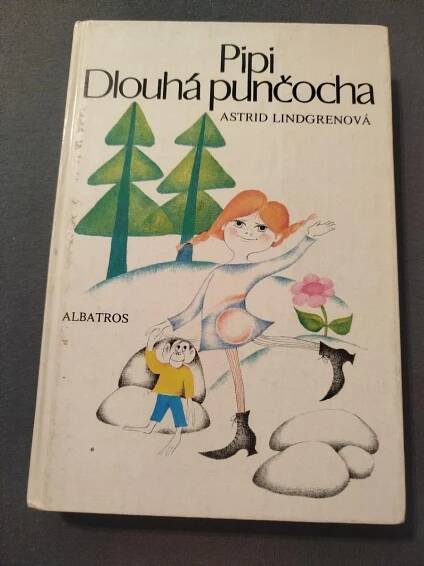 Pipi
Dlouhá punčocha
ASTRID LINDGRENOVÁ
ALBATROS